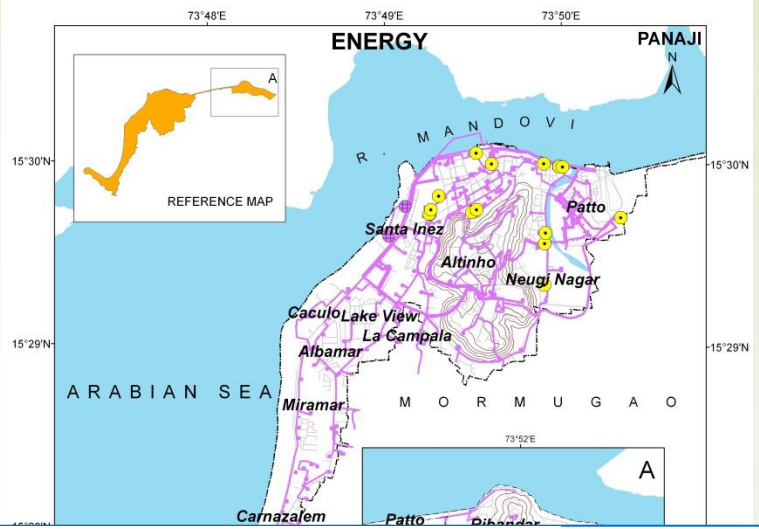 73°48'E 73°49'E 73°50'E
ENERGY
PANAJI
N
A
REFERENCE MAP
R. MANDOVI
15°30'N
15°30'N
Santa Inez
Patto
Altinho
Neugi Nagar
Caculo
Lake View
La Campala
Albamar
15°29'N
15°29'N
ARABIAN SEA
Miramar
MORMUGAO
73°52'E
A
Carnazalem
Patto
Ribandar